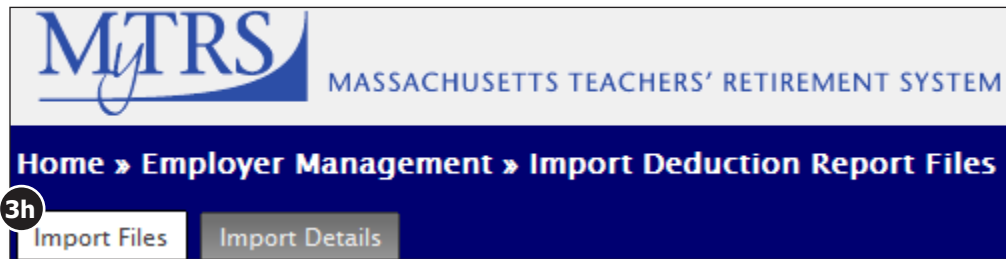 MyTRS
MASSACHUSETTS TEACHERS' RETIREMENT SYSTEM
Home » Employer Management » Import Deduction Report Files
3h
Import Files Import Details